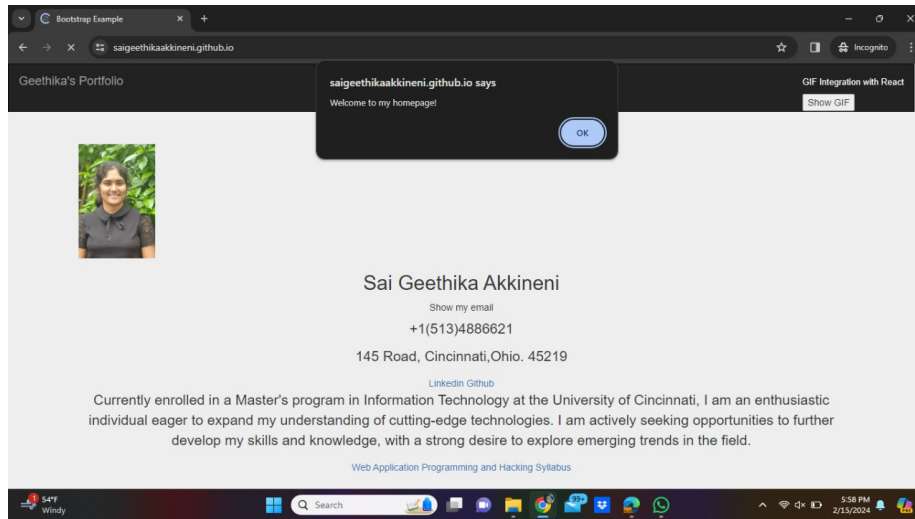 Bootstrap Example
saigeethikaakkineni.github.io
Incognito
Geethika's Portfolio
saigeethikaakkineni.github.io says
Welcome to my homepage!
OK
GIF Integration with React
Show GIF
Sai Geethika Akkineni
Show my email
+1(513)4886621
145 Road, Cincinnati,Ohio. 45219
Linkedin Github
Currently enrolled in a Master's program in Information Technology at the University of Cincinnati, I am an enthusiastic
individual eager to expand my understanding of cutting-edge technologies. I am actively seeking opportunities to further
develop my skills and knowledge, with a strong desire to explore emerging trends in the field.
Web Application Programming and Hacking Syllabus
1
54°F
Windy
Search
99+
5:58 PM
2/15/2024